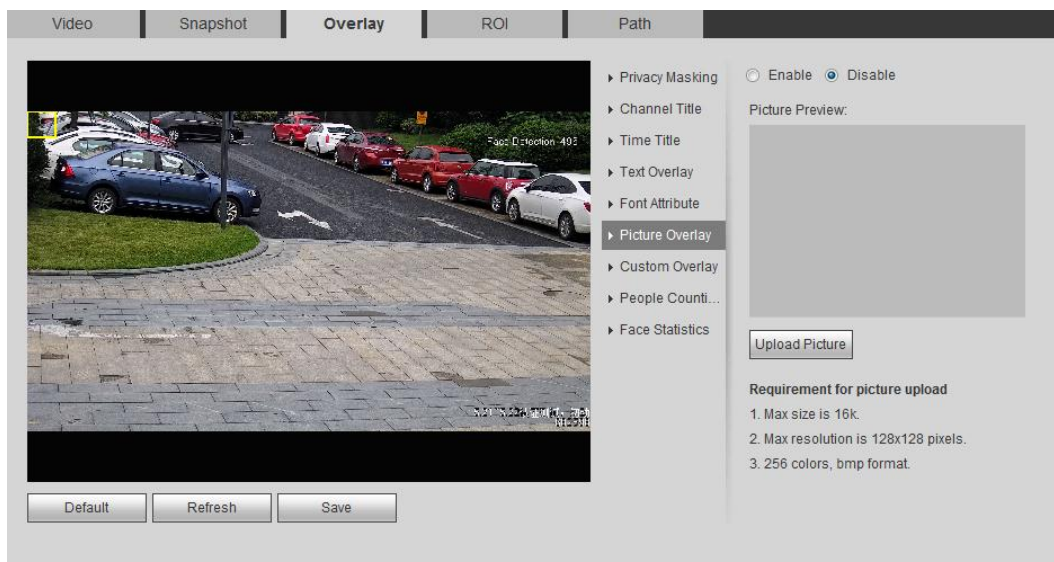 Video
Snapshot
Overlay
ROI
Path
Face Detection
Privacy Masking
Channel Title
Time Title
Text Overlay
Font Attribute
Picture Overlay
Custom Overlay
People Counti...
Face Statistics
Enable
Disable
Picture Preview:
Upload Picture
Requirement for picture upload
1. Max size is 16k.
2. Max resolution is 128x128 pixels.
3. 256 colors, bmp format.
Default
Refresh
Save